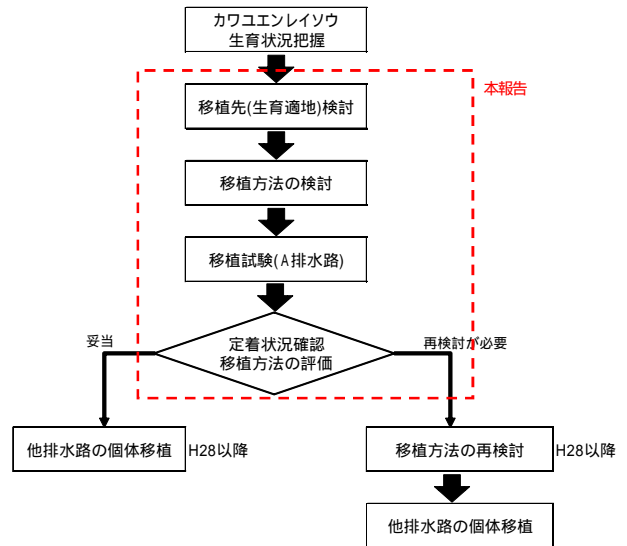 カワユエンレイソウ
生育状況把握
本報告
移植先(生育適地)検討
移植方法の検討
移植試験(A排水路)
定着状況確認
移植方法の評価
妥当
再検討が必要
他排水路の個体移植
H28以降
移植方法の再検討
H28以降
他排水路の個体移植